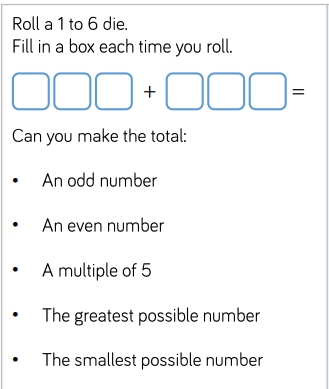 Roll a 1 to 6 die.
Fill in a box each time you roll.
+ =
Can you make the total:
• An odd number
• An even number
• A multiple of 5
• The greatest possible number
• The smallest possible number